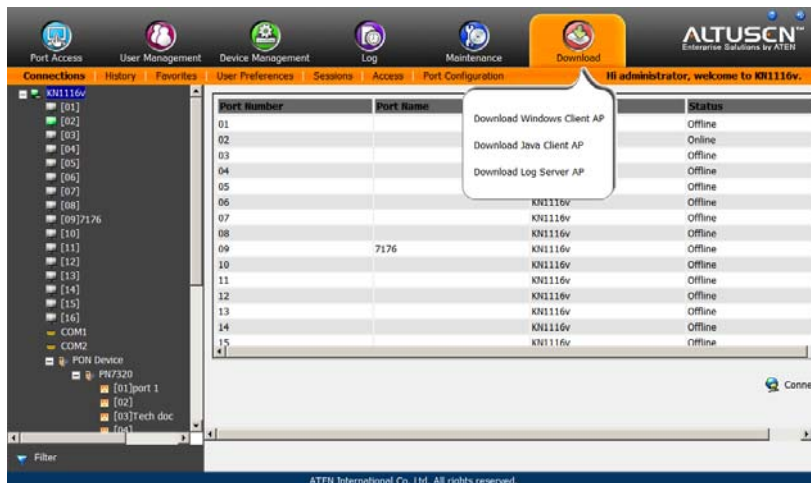 Port Access User Management Device Management Log Maintenance Download
ALTUSCN™
Enterprise Solutions by ATEN
Connections History Favorites User Preferences Sessions Access Port Configuration Hi administrator, welcome to KN1116v.
KN1116v
[01]
[02]
[03]
[04]
[05]
[06]
[07]
[08]
[09]7176
[10]
[11]
[12]
[13]
[14]
[15]
[16]
COM1
COM2
PON Device
PN7320
[01]port 1
[02]
[03]Tech doc
[04]
Filter
Port Number Port Name Status
01 Offline
02 Online
03 Offline
04 Offline
05 Offline
06 KN1116v Offline
07 KN1116v Offline
08 KN1116v Offline
09 7176 KN1116v Offline
10 KN1116v Offline
11 KN1116v Offline
12 KN1116v Offline
13 KN1116v Offline
14 KN1116v Offline
15 KN1116v Offline
Download Windows Client AP
Download Java Client AP
Download Log Server AP
Conne
ATEN International Co. Ltd. All rights reserved.